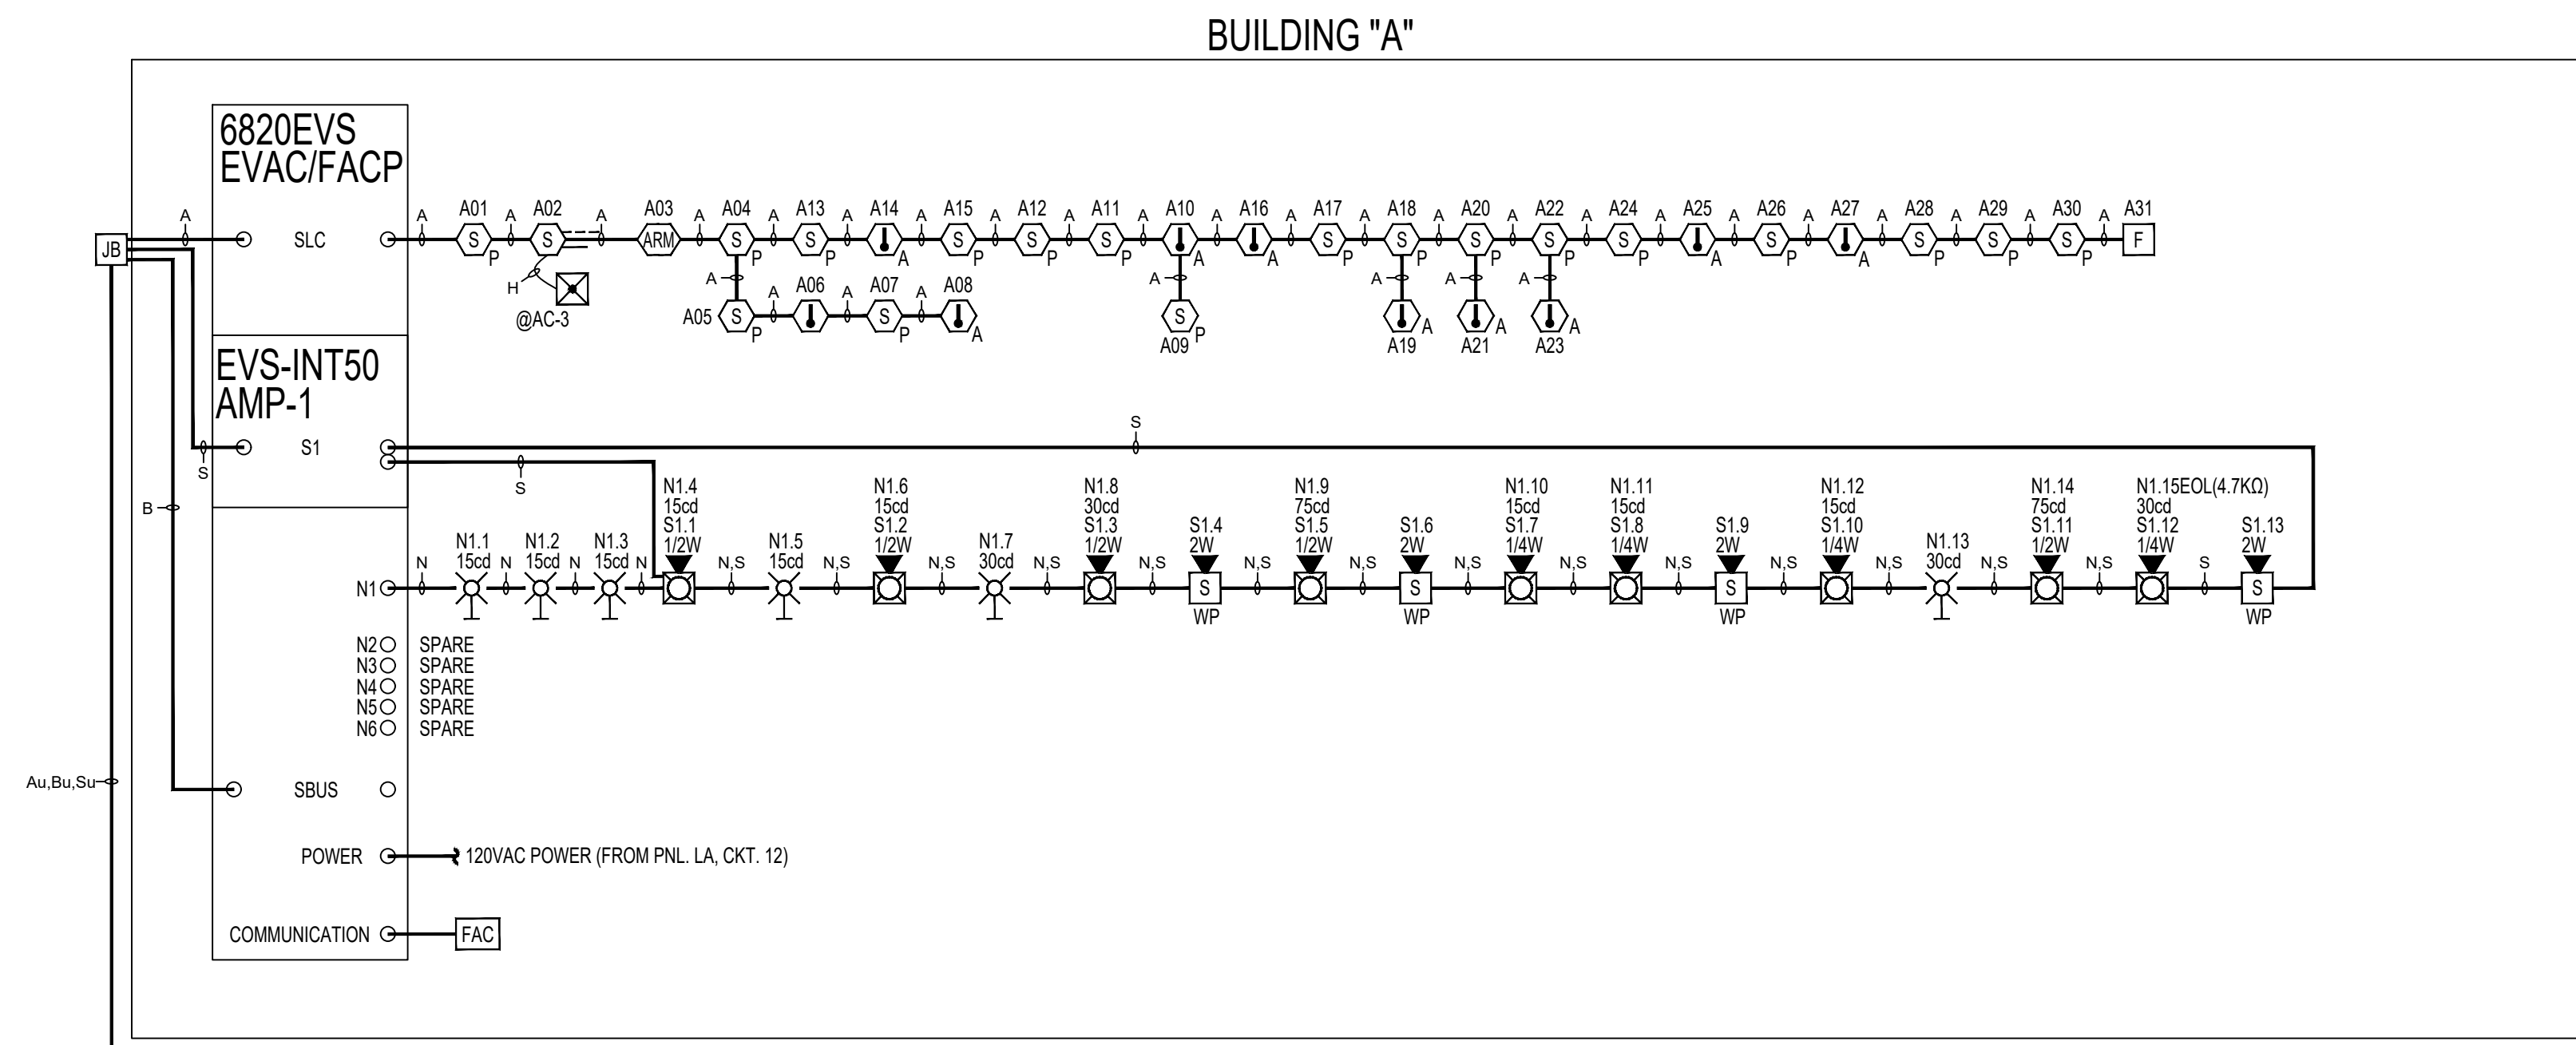 BUILDING "A"
6820EVS
EVAC/FACP
A A A01 A A02 A A03 A A04 A A13 A A14 A A15 A A12 A A11 A A10 A A16 A A17 A A18 A A20 A A22 A A24 A A25 A A26 A A27 A A28 A A29 A A30 A A31
JB SLC S S ARM S S S S S S S S S S S S S S F
P P P A P P P A A P P P P P A P A P P P
H A A A06 A A07 A A08 A A A A
@AC-3 A05 S S S
P P A P A A A
A09 A19 A21 A23
EVS-INT50
AMP-1
S1
S
S
S
B
N1.4 N1.6 N1.8 N1.9 N1.10 N1.11 N1.12 N1.14 N1.15EOL(4.7KΩ)
15cd 15cd 30cd 75cd 15cd 15cd 15cd 75cd 30cd
S1.1 S1.2 S1.3 S1.4 S1.5 S1.6 S1.7 S1.8 S1.9 S1.10 S1.11 S1.12 S1.13
N1.1 N1.2 N1.3 1/2W N1.5 1/2W N1.7 1/2W 2W 1/2W 2W 1/4W 1/4W 2W 1/4W N1.13 1/2W 1/4W 2W
15cd 15cd 15cd 15cd 30cd 30cd
N N N N N,S N,S N,S N,S N,S N,S N,S N,S N,S N,S N,S N,S N,S N,S S
N1 S S S S
WP WP WP WP
N2 SPARE
N3 SPARE
N4 SPARE
N5 SPARE
N6 SPARE
Au,Bu,Su
SBUS
POWER 120VAC POWER (FROM PNL. LA, CKT. 12)
COMMUNICATION FAC